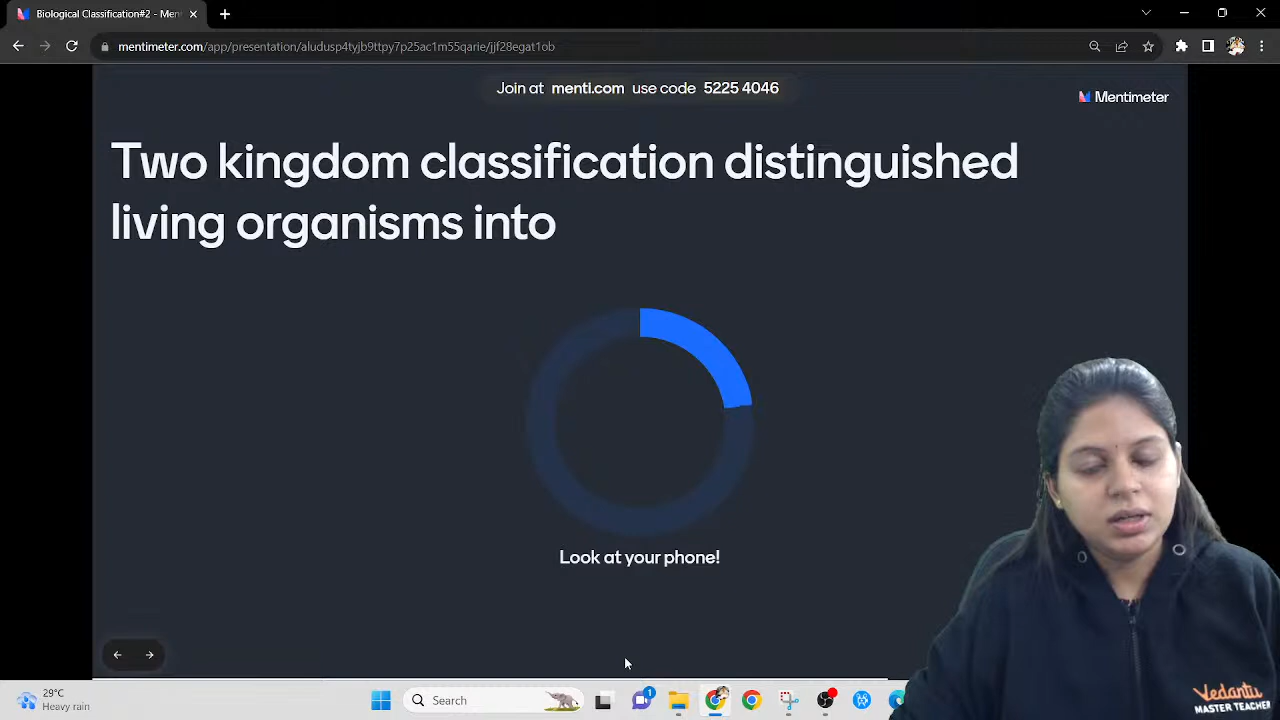 Biological Classification#2 - Men
mentimeter.com/app/presentation/aludusp4tyjb9ttpy7p25ac1m55qarie/jjf28egat1ob
Join at menti.com use code 5225 4046
Mentimeter
Two kingdom classification distinguished
living organisms into
Look at your phone!
29°C
Heavy rain
Search
1
Vedantu
MASTER TEACHER